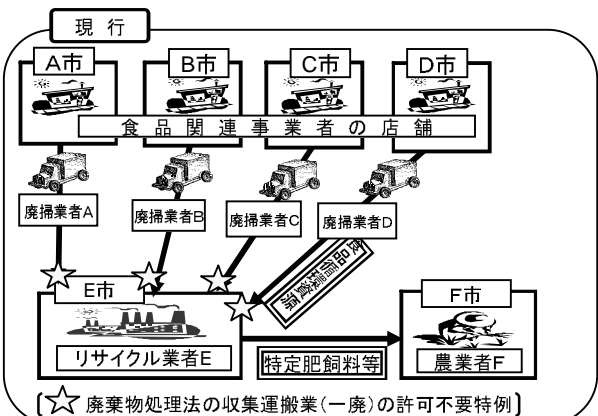 現行
A市
B市
C市
D市
食品関連事業者の店舗
廃掃業者A
廃掃業者B
廃掃業者C
廃掃業者D
食品循環資源
E市
リサイクル業者E
特定肥飼料等
F市
農業者F
〔☆廃棄物処理法の収集運搬業(一廃)の許可不要特例〕